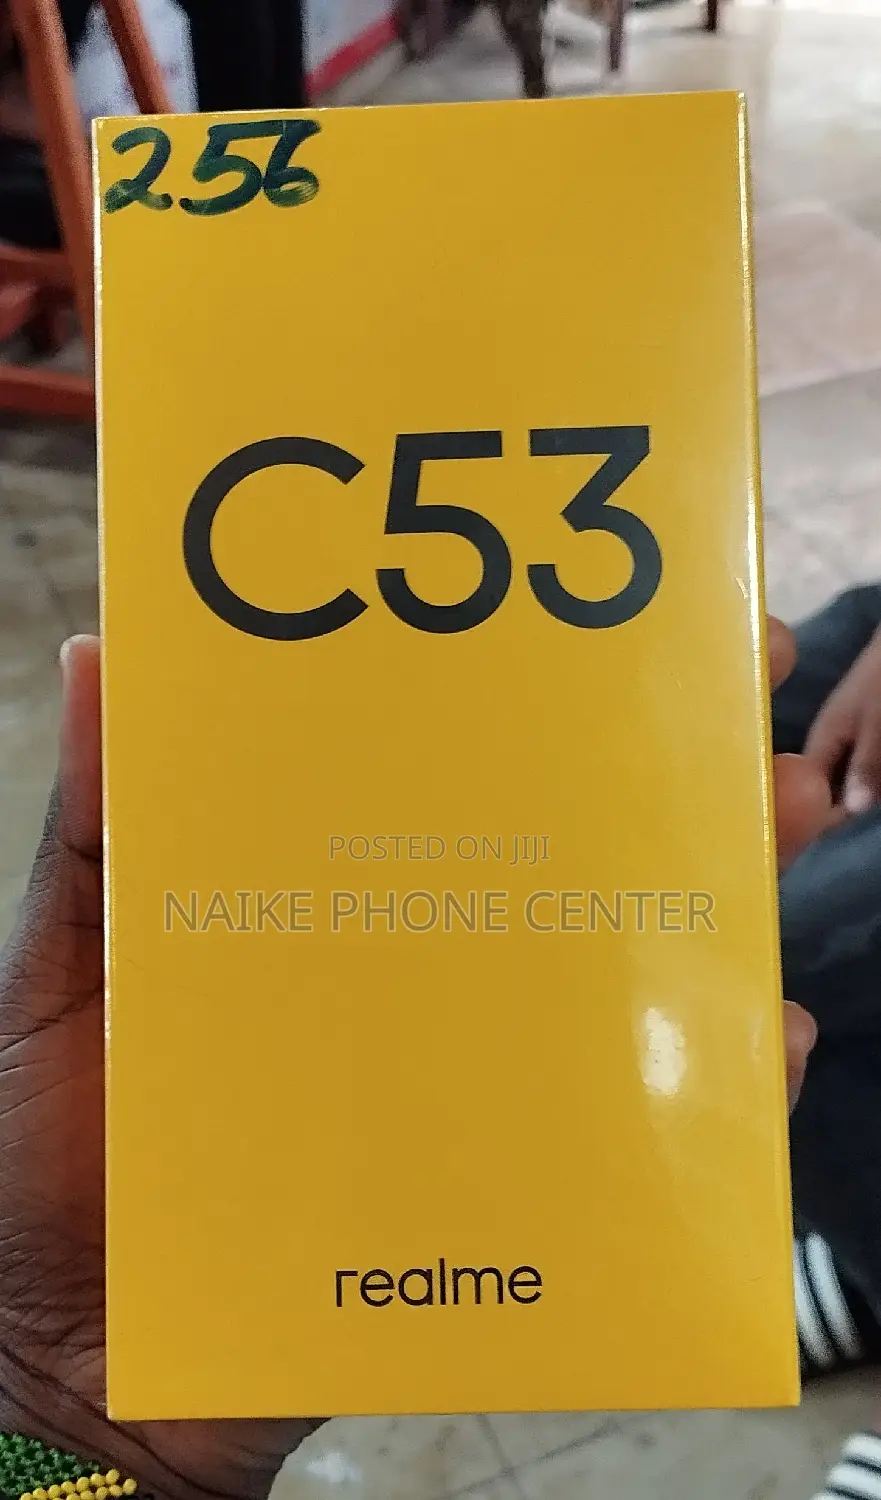 256
C53
POSTED ON JIJI
NAIKE PHONE CENTER
realme